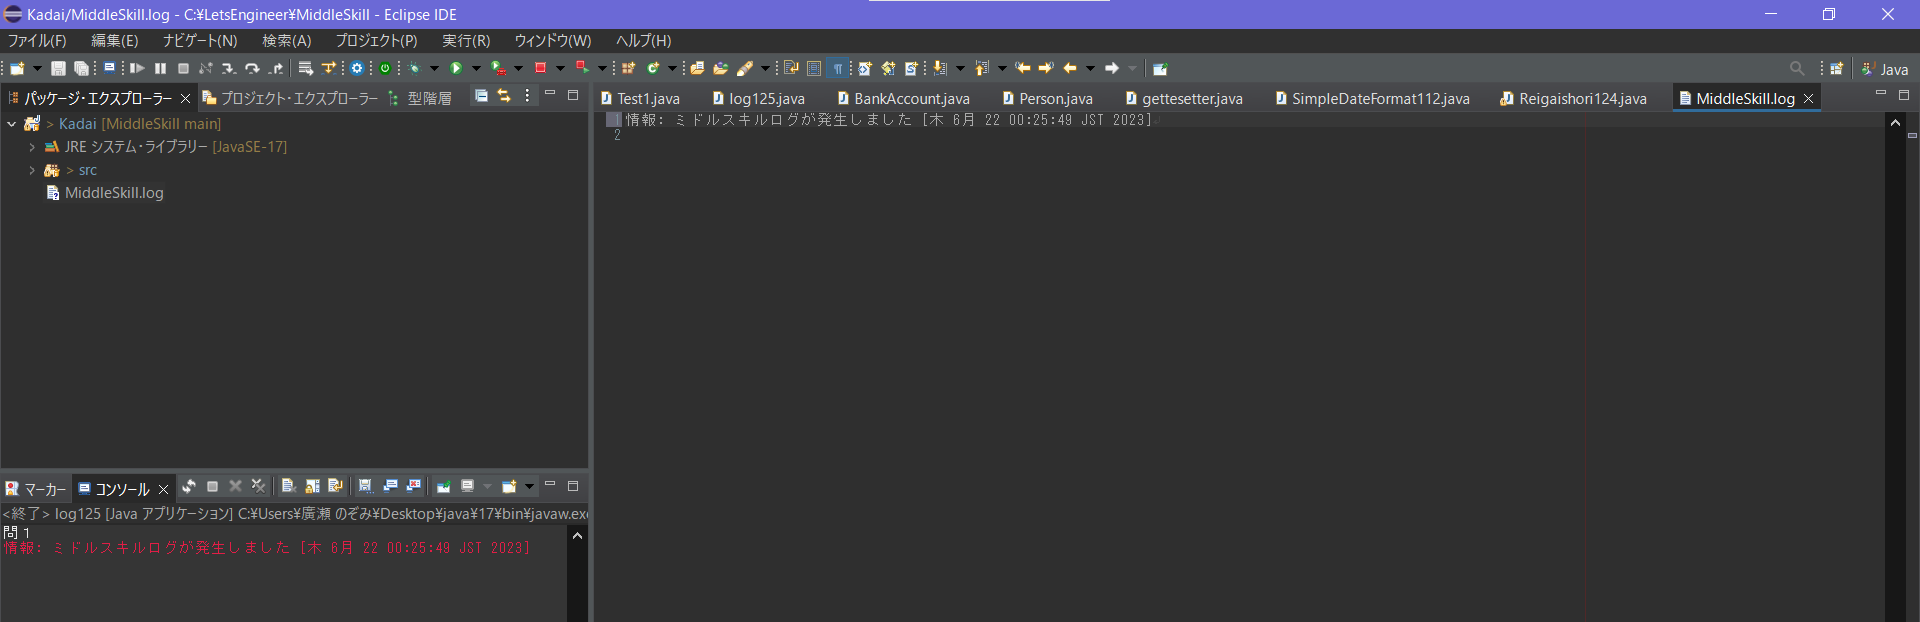 Kadai/MiddleSkill.log - C:¥LetsEngineer¥MiddleSkill - Eclipse IDE
ファイル(F) 編集(E) ナビゲート(N) 検索(A) プロジェクト(P) 実行(R) ウィンドウ(W) ヘルプ(H)
Java
パッケージ・エクスプローラー プロジェクト・エクスプローラー 型階層
> Kadai [MiddleSkill main]
JRE システム・ライブラリー [JavaSE-17]
> src
MiddleSkill.log
Test1.java log125.java BankAccount.java Person.java gettesetter.java SimpleDateFormat112.java Reigaishori124.java MiddleSkill.log
1 情報: ミドルスキルログが発生しました [木 6月 22 00:25:49 JST 2023]
2
マーカー コンソール
<終了> log125 [Java アプリケーション] C:¥Users¥廣瀬 のぞみ¥Desktop¥java¥17¥bin¥javaw.exe
問 1
情報: ミドルスキルログが発生しました [木 6月 22 00:25:49 JST 2023]